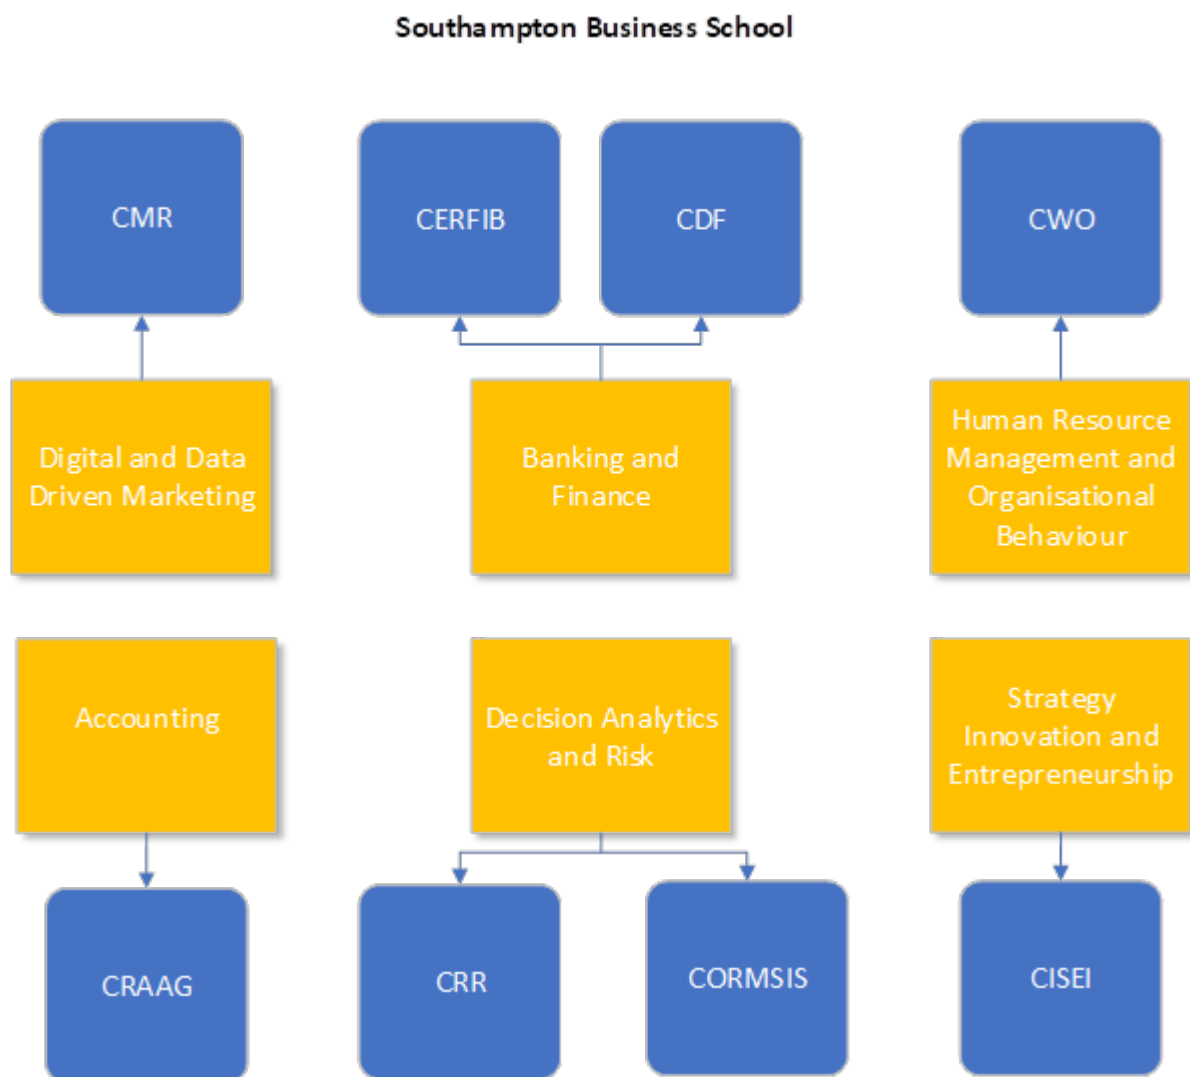 Southampton Business School
CMR
CERFIB
CDF
CWO
Digital and Data
Driven Marketing
Banking and
Finance
Human Resource
Management and
Organisational
Behaviour
Accounting
Decision Analytics
and Risk
Strategy
Innovation and
Entrepreneurship
CRAAG
CRR
CORMSIS
CISEI